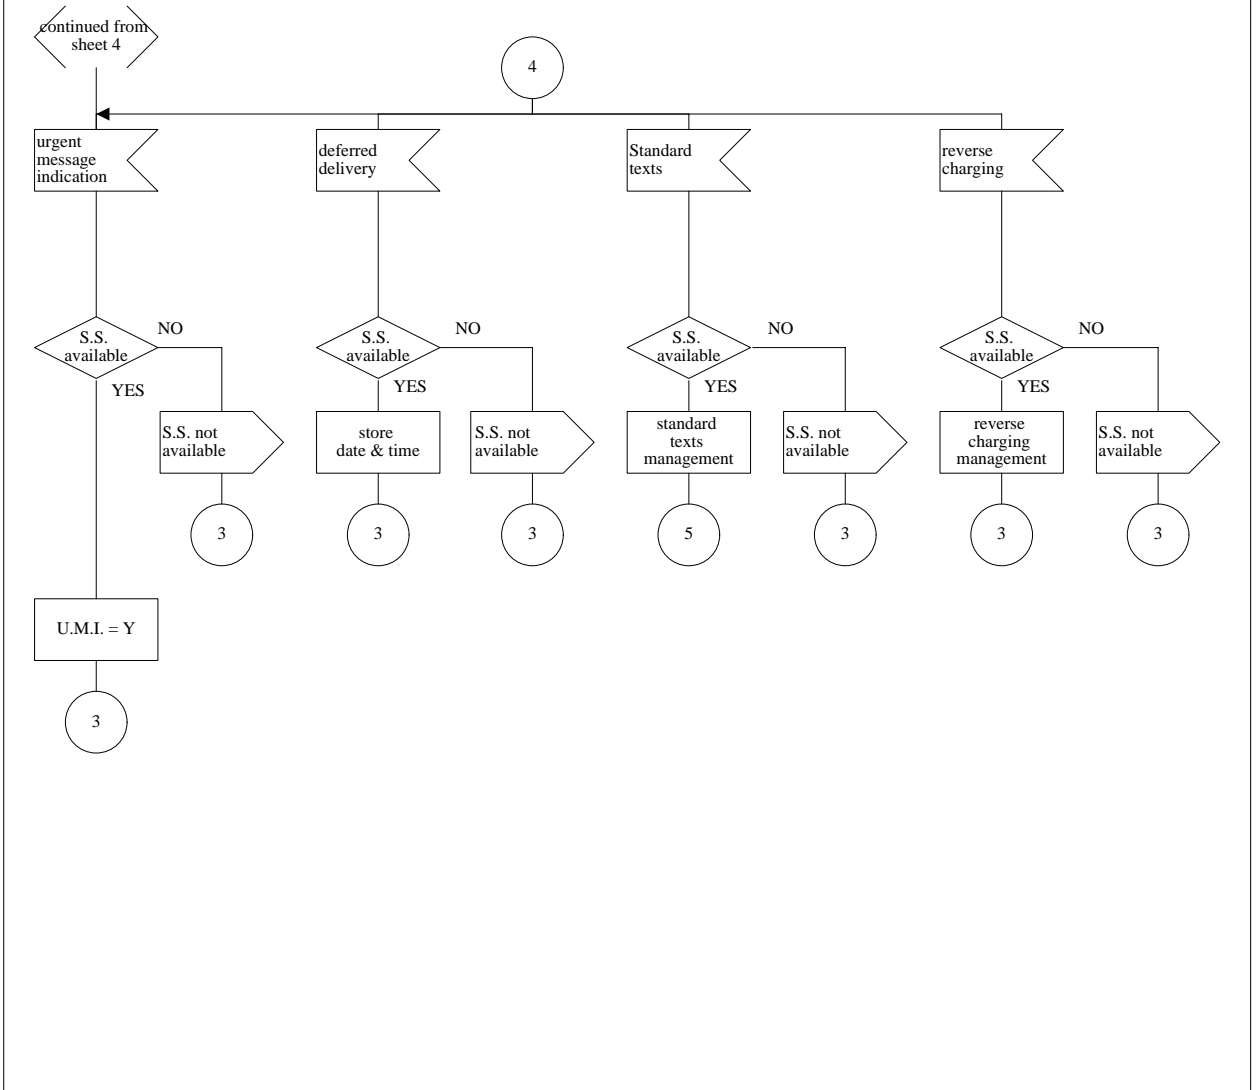 continued from
sheet 4
4
urgent
message
indication
deferred
delivery
Standard
texts
reverse
charging
S.S.
available
NO
YES
S.S.
available
NO
YES
S.S.
available
NO
YES
S.S.
available
NO
YES
S.S. not
available
store
date & time
S.S. not
available
standard
texts
management
S.S. not
available
reverse
charging
management
S.S. not
available
3
3
3
5
3
3
3
U.M.I. = Y
3